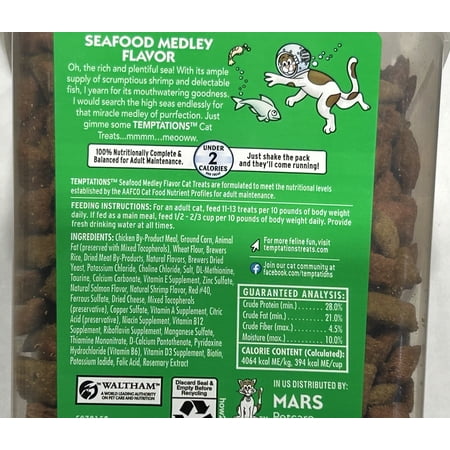 SEAFOOD MEDLEY
FLAVOR
Oh, the rich and plentiful sea! With its ample
supply of scrumptious shrimp and delectable
fish, I yearn for its mouthwatering goodness.
I would search the high seas endlessly for
that miracle medley of purrfection. Just
gimme some TEMPTATIONS™ Cat
Treats...mmmm...meooww.
100% Nutritionally Complete &
Balanced for Adult Maintenance.
UNDER
2
CALORIES
Just shake the pack
and they'll come running!
TEMPTATIONS™ Seafood Medley Flavor Cat Treats are formulated to meet the nutritional levels
established by the AAFCO Cat Food Nutrient Profiles for adult maintenance.
FEEDING INSTRUCTIONS: For an adult cat, feed 11-13 treats per 10 pounds of body weight
daily. If fed as a main meal, feed 1/2 - 2/3 cup per 10 pounds of body weight daily. Provide
fresh drinking water at all times.
INGREDIENTS: Chicken By-Product Meal, Ground Corn, Animal
Fat (preserved with Mixed Tocopherols), Wheat Flour, Brewers
Rice, Dried Meat By-Products, Natural Flavors, Brewers Dried
Yeast, Potassium Chloride, Choline Chloride, Salt, DL-Methionine,
Taurine, Calcium Carbonate, Vitamin E Supplement, Zinc Sulfate,
Natural Salmon Flavor, Natural Shrimp Flavor, Red #40,
Ferrous Sulfate, Dried Cheese, Mixed Tocopherols
(preservative), Copper Sulfate, Vitamin A Supplement, Citric
Acid (preservative), Niacin Supplement, Vitamin B12
Supplement, Riboflavin Supplement, Manganese Sulfate,
Thiamine Mononitrate, D-Calcium Pantothenate, Pyridoxine
Hydrochloride (Vitamin B6), Vitamin D3 Supplement, Biotin,
Potassium Iodide, Folic Acid, Rosemary Extract
For more feline fun, visit
temptationstreats.com.
Join our cat community at
facebook.com/temptations
GUARANTEED ANALYSIS:
Crude Protein (min.) 28.0%
Crude Fat (min.) 21.0%
Crude Fiber (max.) 4.5%
Moisture (max.) 10.0%
CALORIE CONTENT (Calculated):
4064 kcal ME/kg, 394 kcal ME/cup
WALTHAM™
A WORLD LEADING AUTHORITY
ON PET CARE AND NUTRITION
Discard Seal &
Empty Before
Recycling
how2
IN US DISTRIBUTED BY:
MARS
Petcare